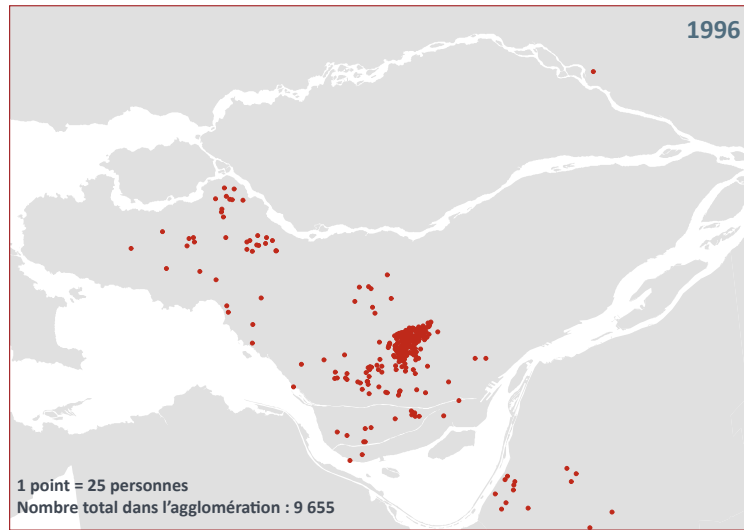 1996
1 point = 25 personnes
Nombre total dans l'agglomération : 9 655